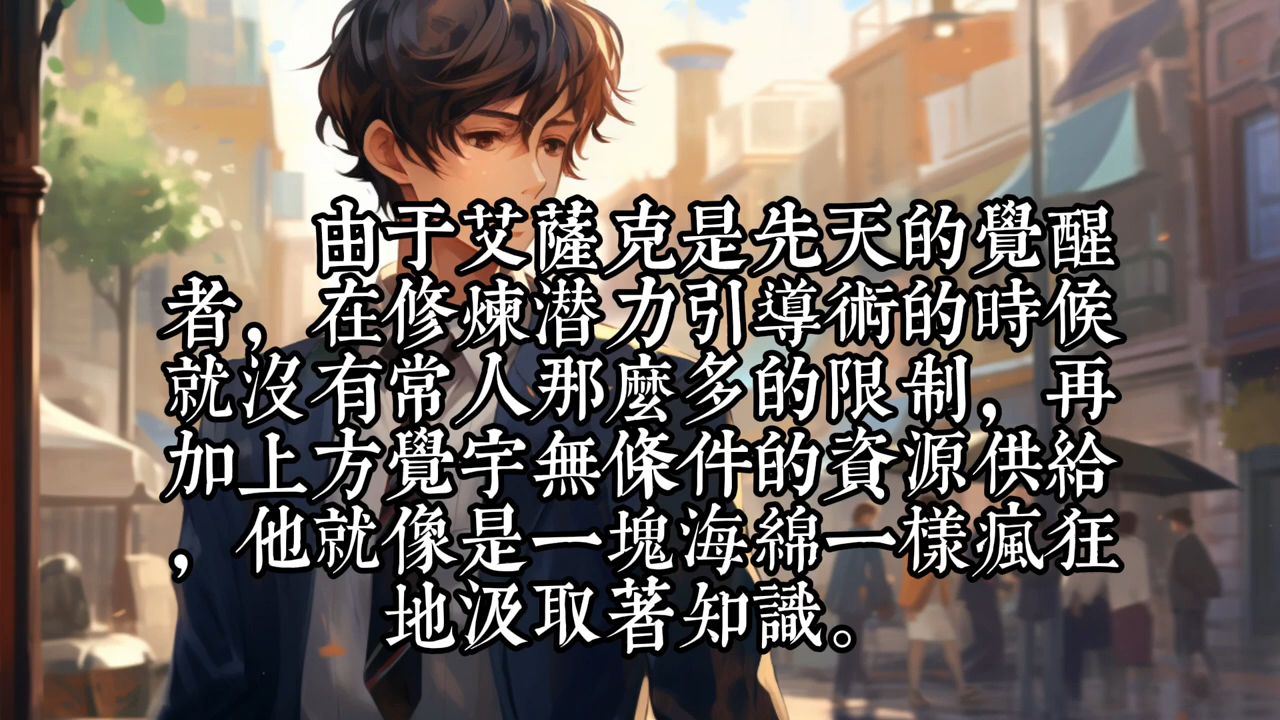 由于艾薩克是先天的覺醒
者，在修煉潜力引導術的時候
就沒有常人那麼多的限制，再
加上方覺宇無條件的資源供給
，他就像是一塊海綿一樣瘋狂
地汲取著知識。